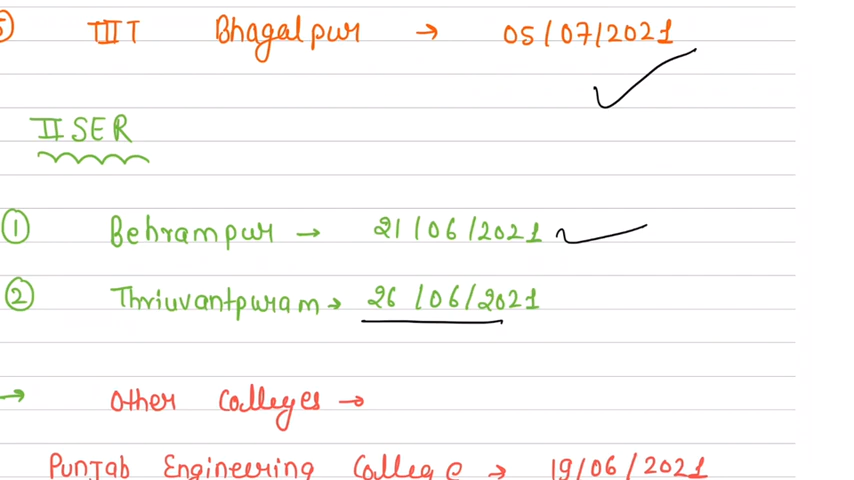 5 IIIT Bhagalpur → 05/07/2021
IISER
1 Behrampur → 21/06/2021
2 Thriuvantpuram → 26/06/2021
→ Other Colleges →
Punjab Engineering College → 19/06/2021